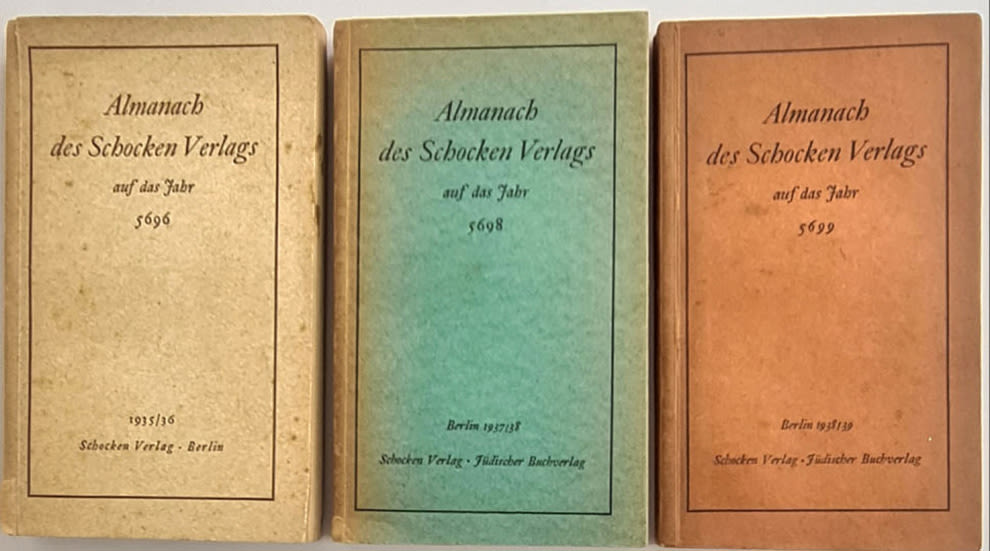 Almanach
des Schocken Verlags
auf das Jahr
5696
1935/36
Schocken Verlag · Berlin
Almanach
des Schocken Verlags
auf das Jahr
5698
Berlin 1937/38
Schocken Verlag · Jüdischer Buchverlag
Almanach
des Schocken Verlags
auf das Jahr
5699
Berlin 1938/39
Schocken Verlag · Jüdischer Buchverlag